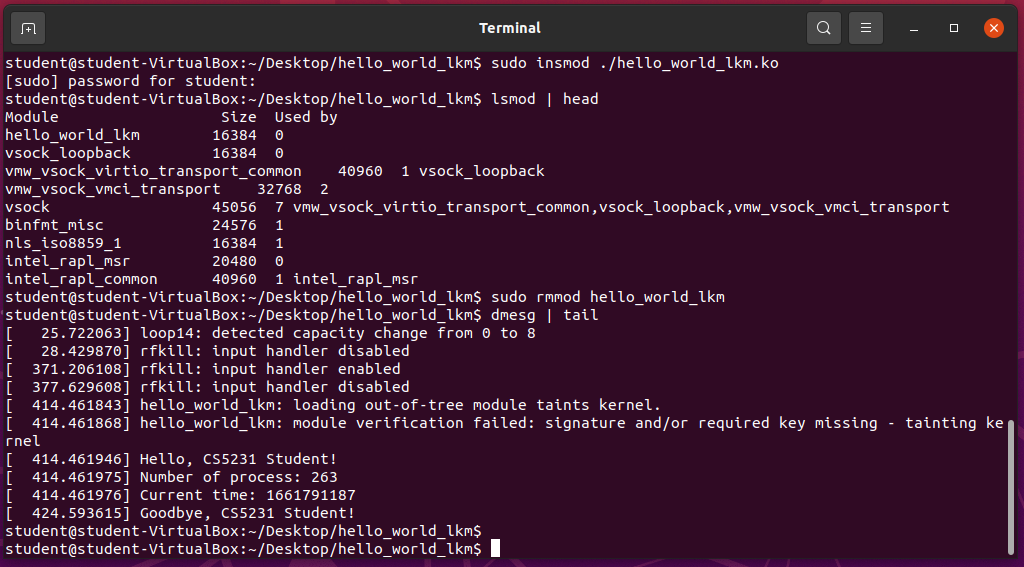 Terminal
student@student-VirtualBox:~/Desktop/hello_world_lkm$ sudo insmod ./hello_world_lkm.ko
[sudo] password for student:
student@student-VirtualBox:~/Desktop/hello_world_lkm$ lsmod | head
Module                  Size  Used by
hello_world_lkm        16384  0
vsock_loopback         16384  0
vmw_vsock_virtio_transport_common    40960  1 vsock_loopback
vmw_vsock_vmci_transport    32768  2
vsock                  45056  7 vmw_vsock_virtio_transport_common,vsock_loopback,vmw_vsock_vmci_transport
binfmt_misc            24576  1
nls_iso8859_1          16384  1
intel_rapl_msr         20480  0
intel_rapl_common      40960  1 intel_rapl_msr
student@student-VirtualBox:~/Desktop/hello_world_lkm$ sudo rmmod hello_world_lkm
student@student-VirtualBox:~/Desktop/hello_world_lkm$ dmesg | tail
[   25.722063] loop14: detected capacity change from 0 to 8
[   28.429870] rfkill: input handler disabled
[  371.206108] rfkill: input handler enabled
[  377.629608] rfkill: input handler disabled
[  414.461843] hello_world_lkm: loading out-of-tree module taints kernel.
[  414.461868] hello_world_lkm: module verification failed: signature and/or required key missing - tainting ke
rnel
[  414.461946] Hello, CS5231 Student!
[  414.461975] Number of process: 263
[  414.461976] Current time: 1661791187
[  424.593615] Goodbye, CS5231 Student!
student@student-VirtualBox:~/Desktop/hello_world_lkm$
student@student-VirtualBox:~/Desktop/hello_world_lkm$